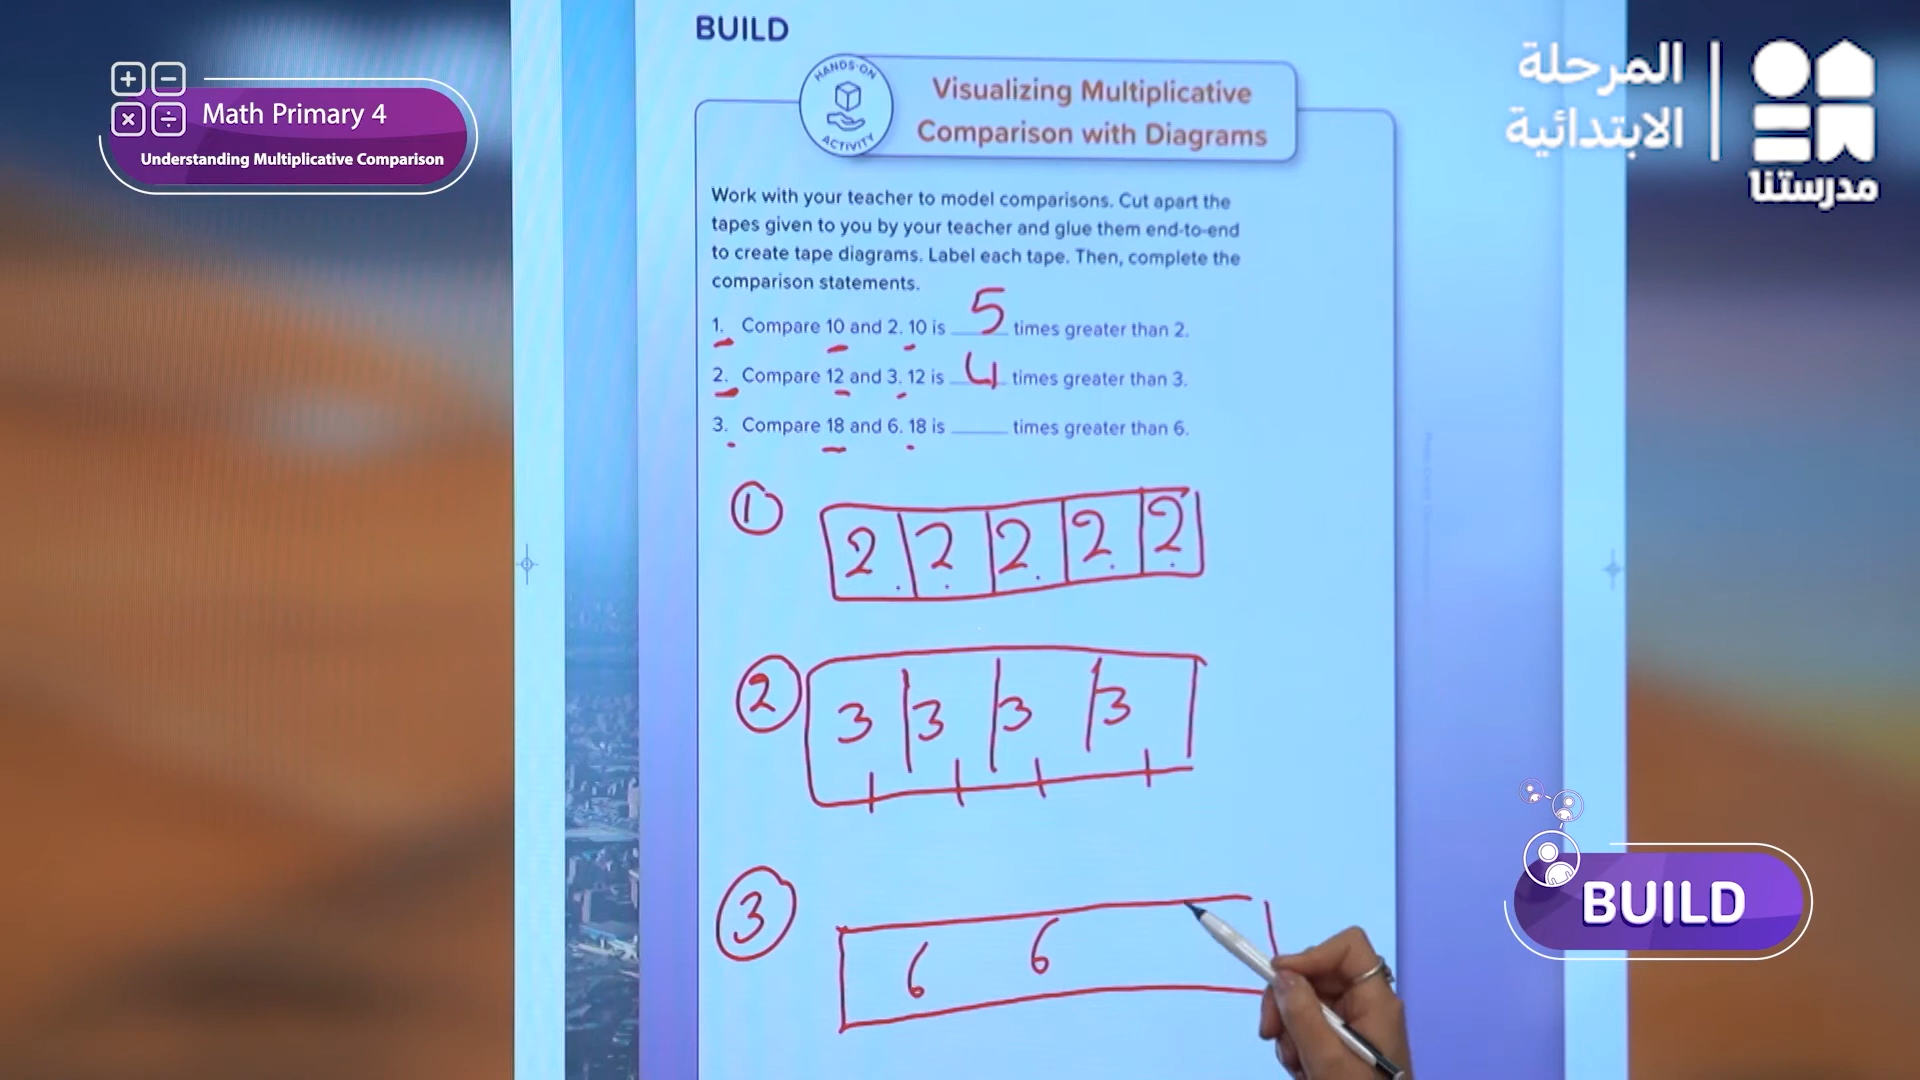 BUILD
HANDS-ON
ACTIVITY
Visualizing Multiplicative
Comparison with Diagrams
Math Primary 4
Understanding Multiplicative Comparison
المرحلة
الابتدائية
مدرستنا
Work with your teacher to model comparisons. Cut apart the
tapes given to you by your teacher and glue them end-to-end
to create tape diagrams. Label each tape. Then, complete the
comparison statements.
1. Compare 10 and 2. 10 is 5 times greater than 2.
2. Compare 12 and 3. 12 is 4 times greater than 3.
3. Compare 18 and 6. 18 is ____ times greater than 6.
1 2 2 2 2 2
2 3 3 3 3
3 6 6
BUILD